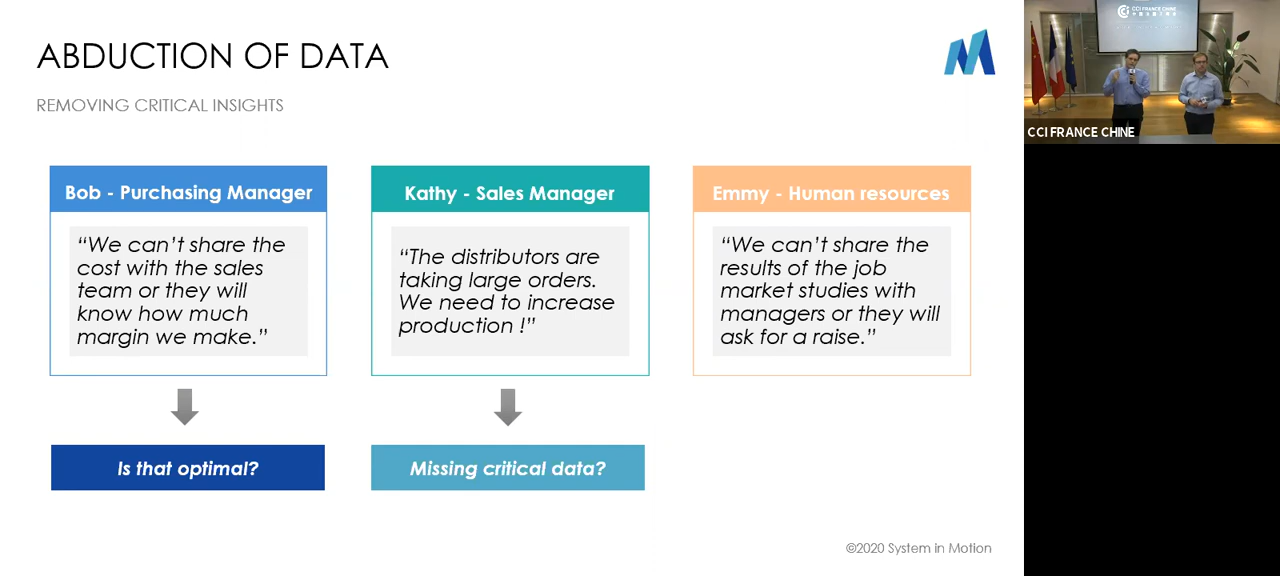 ABDUCTION OF DATA
REMOVING CRITICAL INSIGHTS
Bob - Purchasing Manager
“We can’t share the
cost with the sales
team or they will
know how much
margin we make.”
Is that optimal?
Kathy - Sales Manager
“The distributors are
taking large orders.
We need to increase
production !”
Missing critical data?
Emmy - Human resources
“We can’t share the
results of the job
market studies with
managers or they will
ask for a raise.”
©2020 System in Motion
CCI FRANCE CHINE
CCI FRANCE CHINE